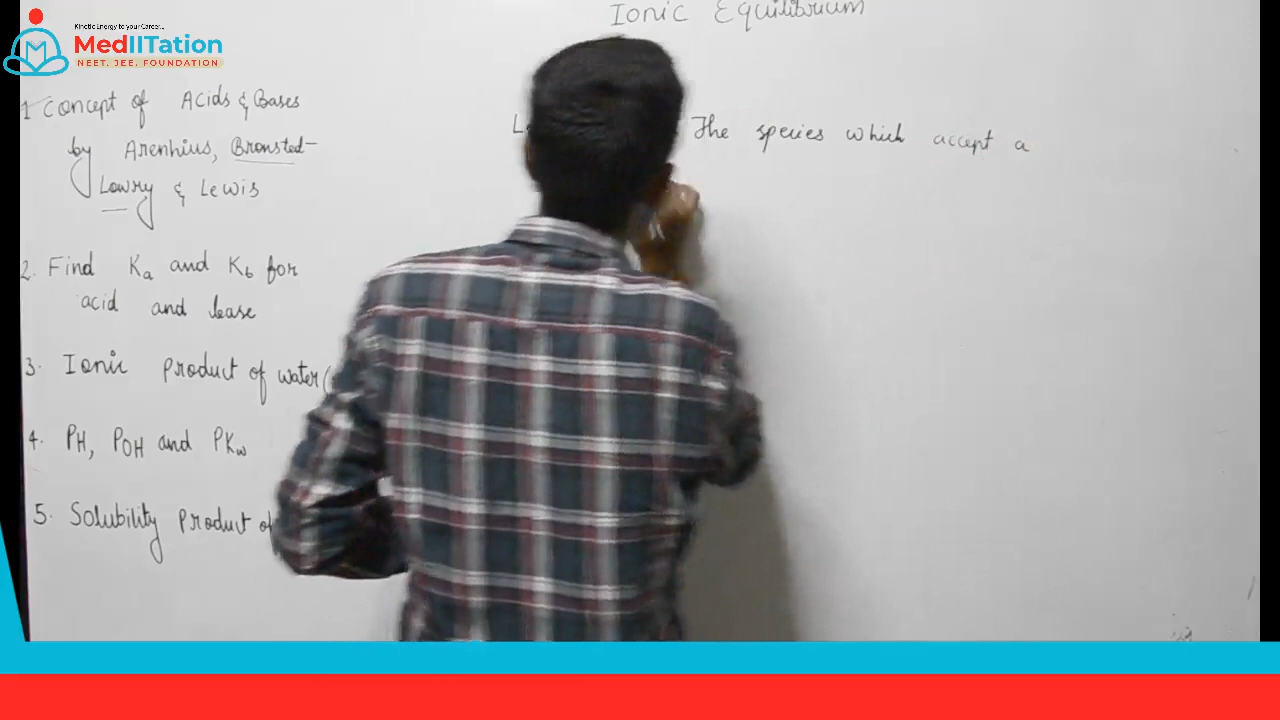 Kinetic Energy to your Career...
MedIITation
NEET, JEE, FOUNDATION
Ionic Equilibrium
1 Concept of Acids & Bases
by Arenhius, Bronsted-
Lowry & Lewis
The species which accept a
2. Find Ka and Kb for
acid and base
3. Ionic product of water (
4. PH, POH and PKw
5. Solubility Product of